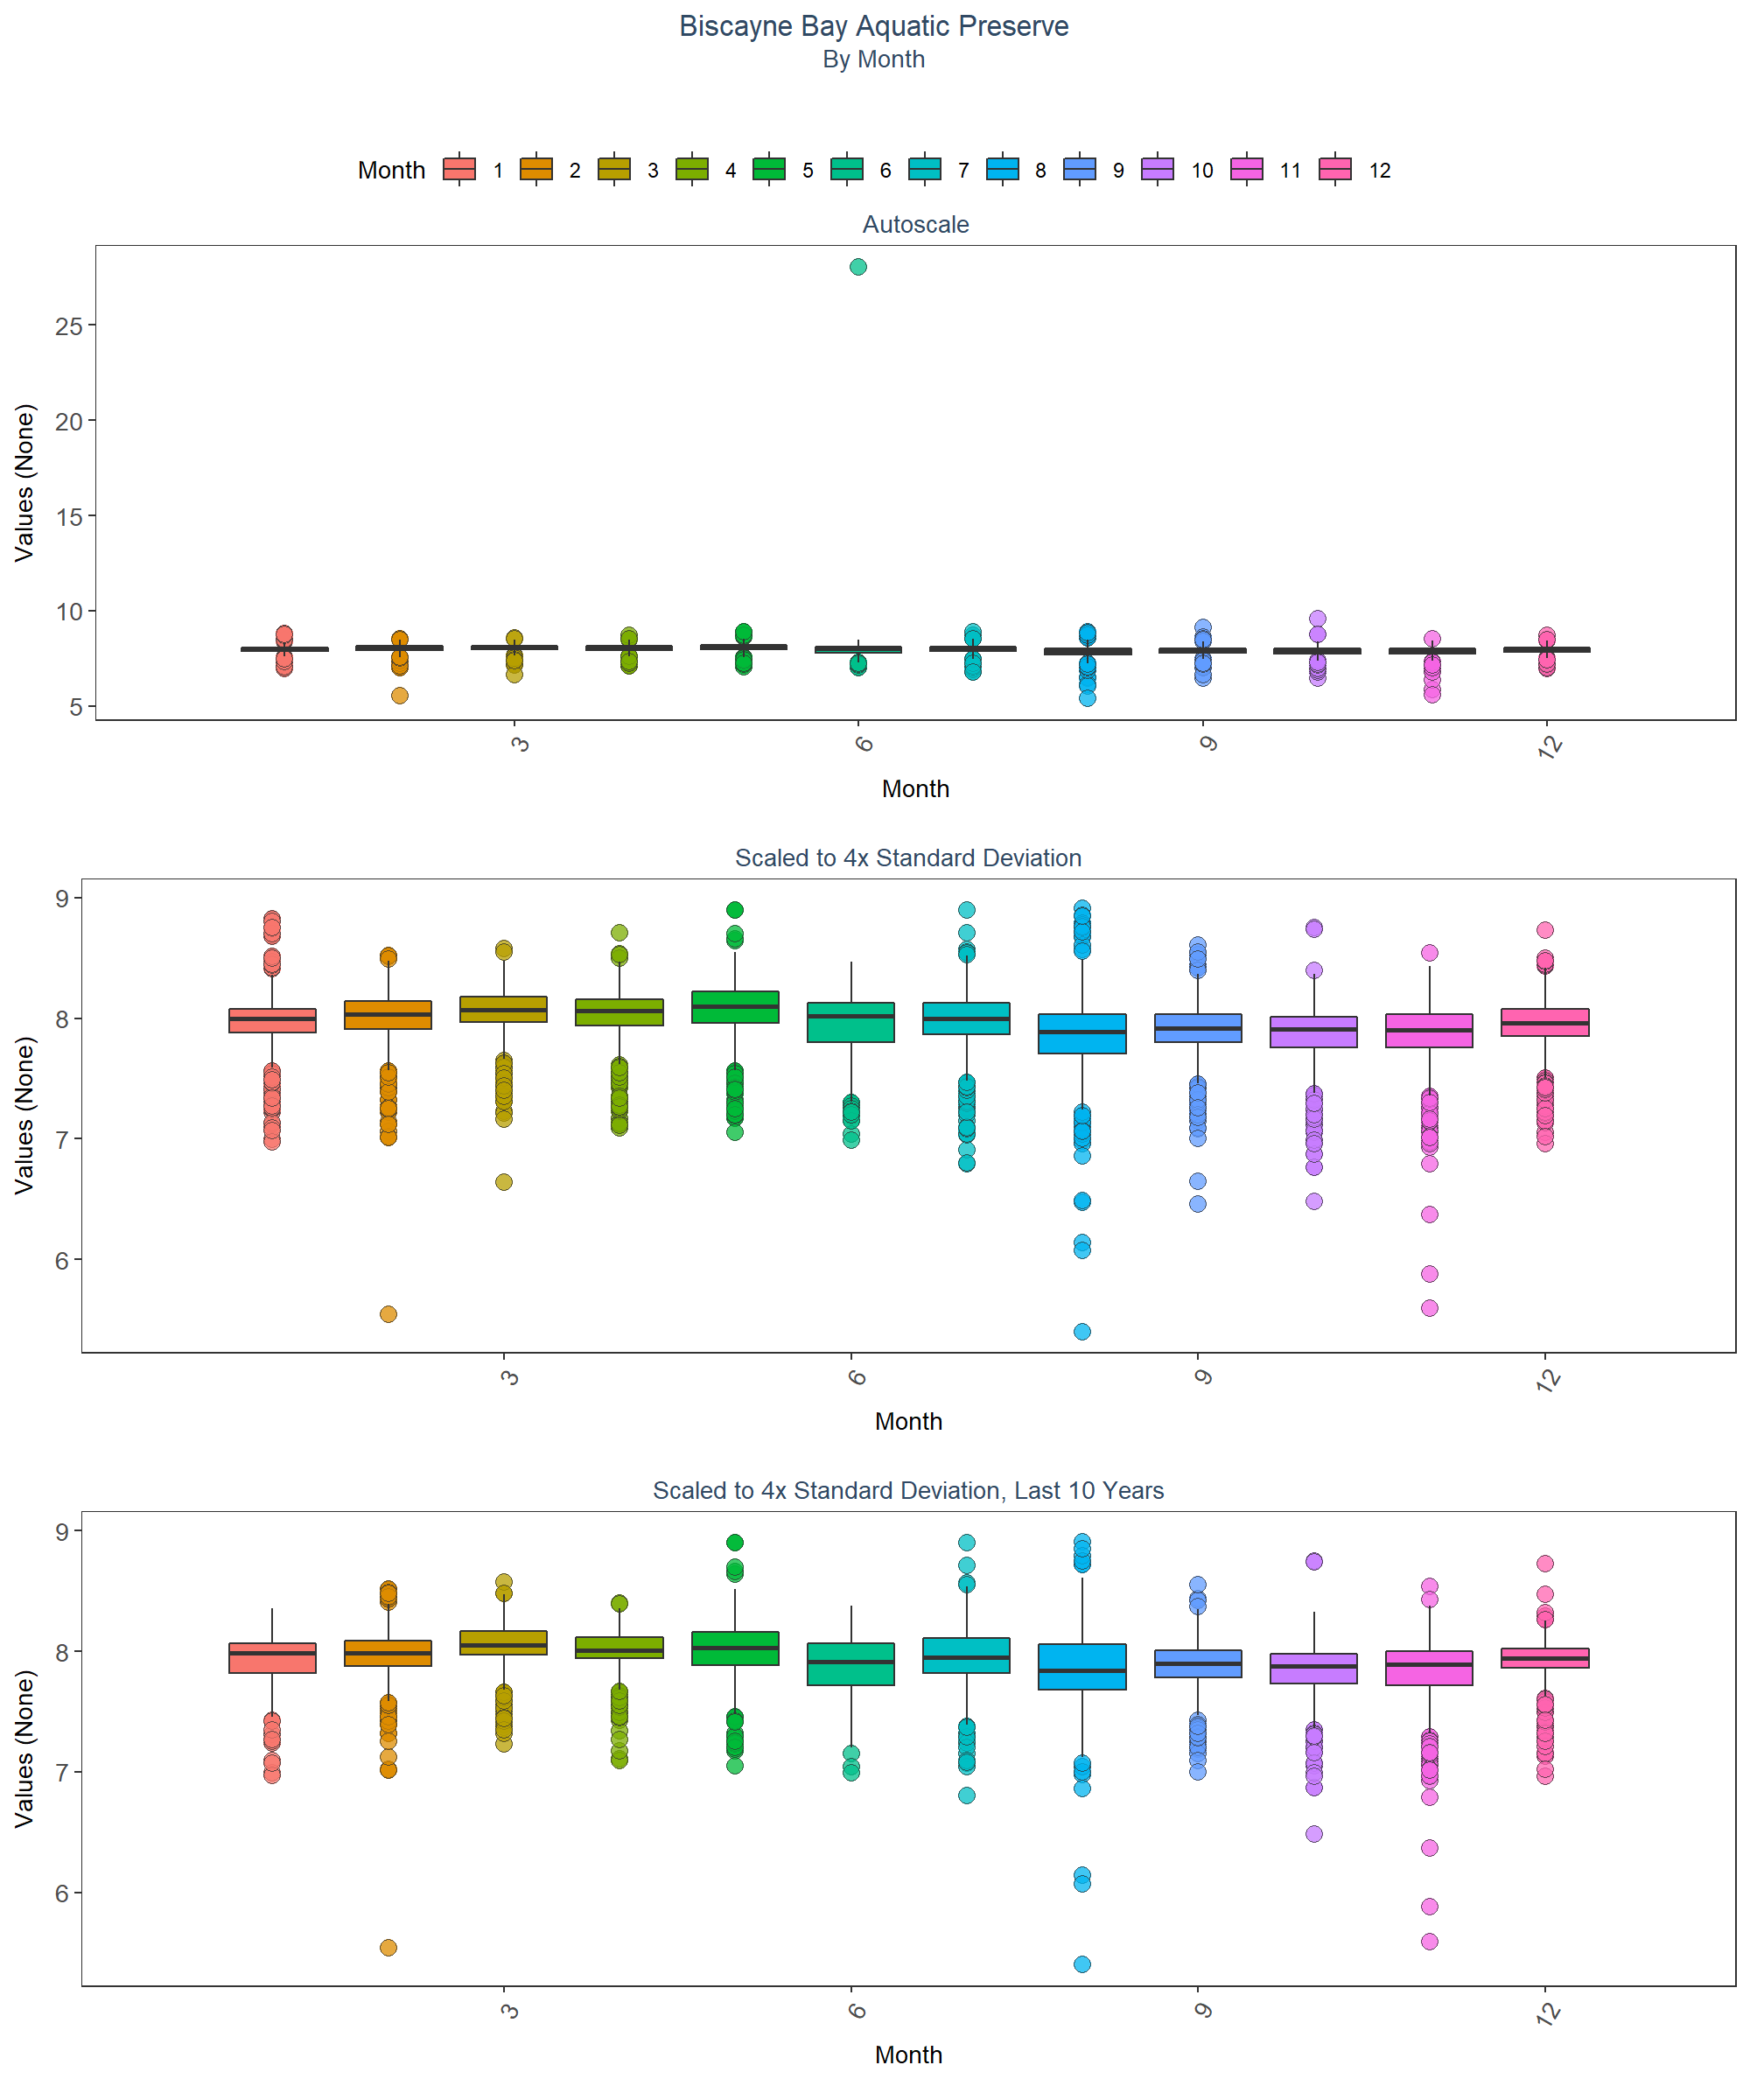 Biscayne Bay Aquatic Preserve
By Month
Month 1 2 3 4 5 6 7 8 9 10 11 12
Autoscale
Values (None)
25
20
15
10
5
3 6 9 12
Month
Scaled to 4x Standard Deviation
Values (None)
9
8
7
6
3 6 9 12
Month
Scaled to 4x Standard Deviation, Last 10 Years
Values (None)
9
8
7
6
3 6 9 12
Month